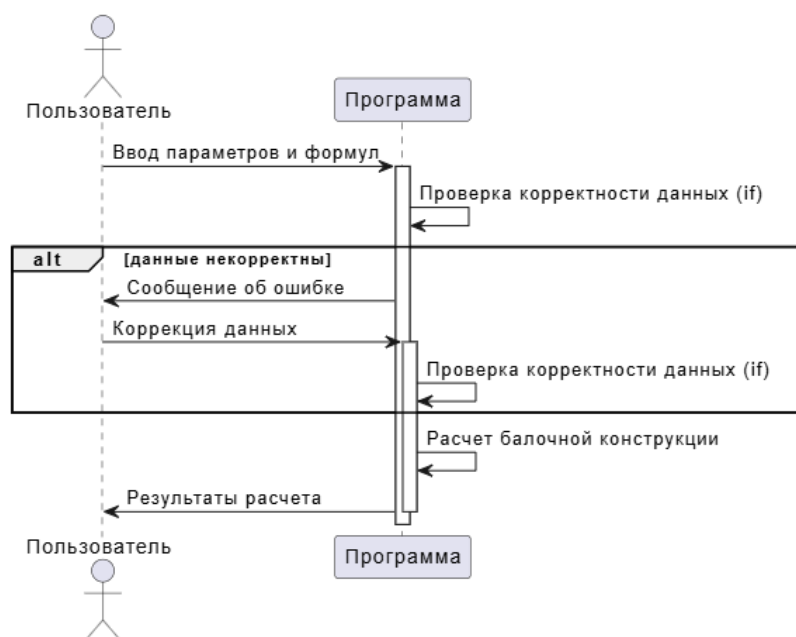 Пользователь
Программа
Ввод параметров и формул
Проверка корректности данных (if)
alt
[данные некорректны]
Сообщение об ошибке
Коррекция данных
Проверка корректности данных (if)
Расчет балочной конструкции
Результаты расчета
Пользователь
Программа